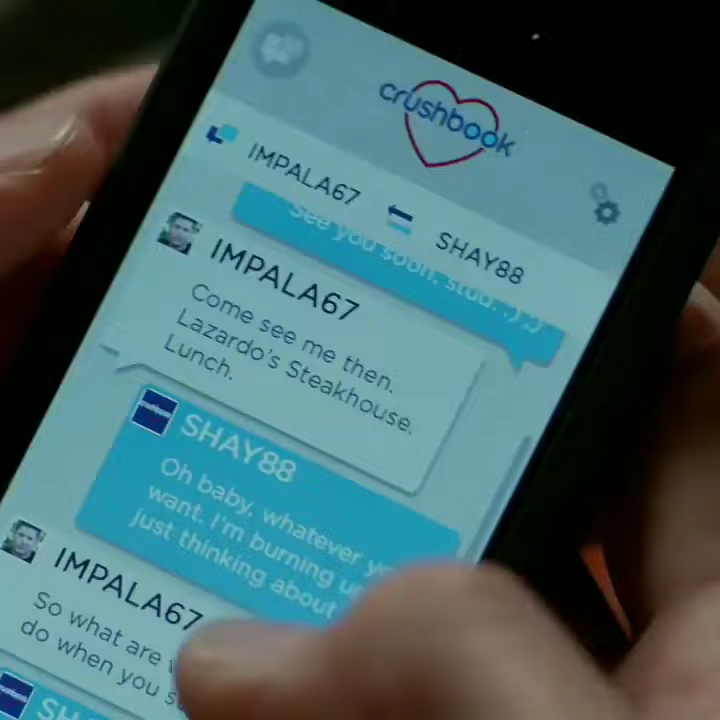 crushbook
IMPALA67
SHAY88
See you soon, stud. ;) ;)
IMPALA67
Come see me then.
Lazardo's Steakhouse.
Lunch.
SHAY88
Oh baby, whatever
want. I'm burning
just thinking about
IMPALA67
So what are
do when you